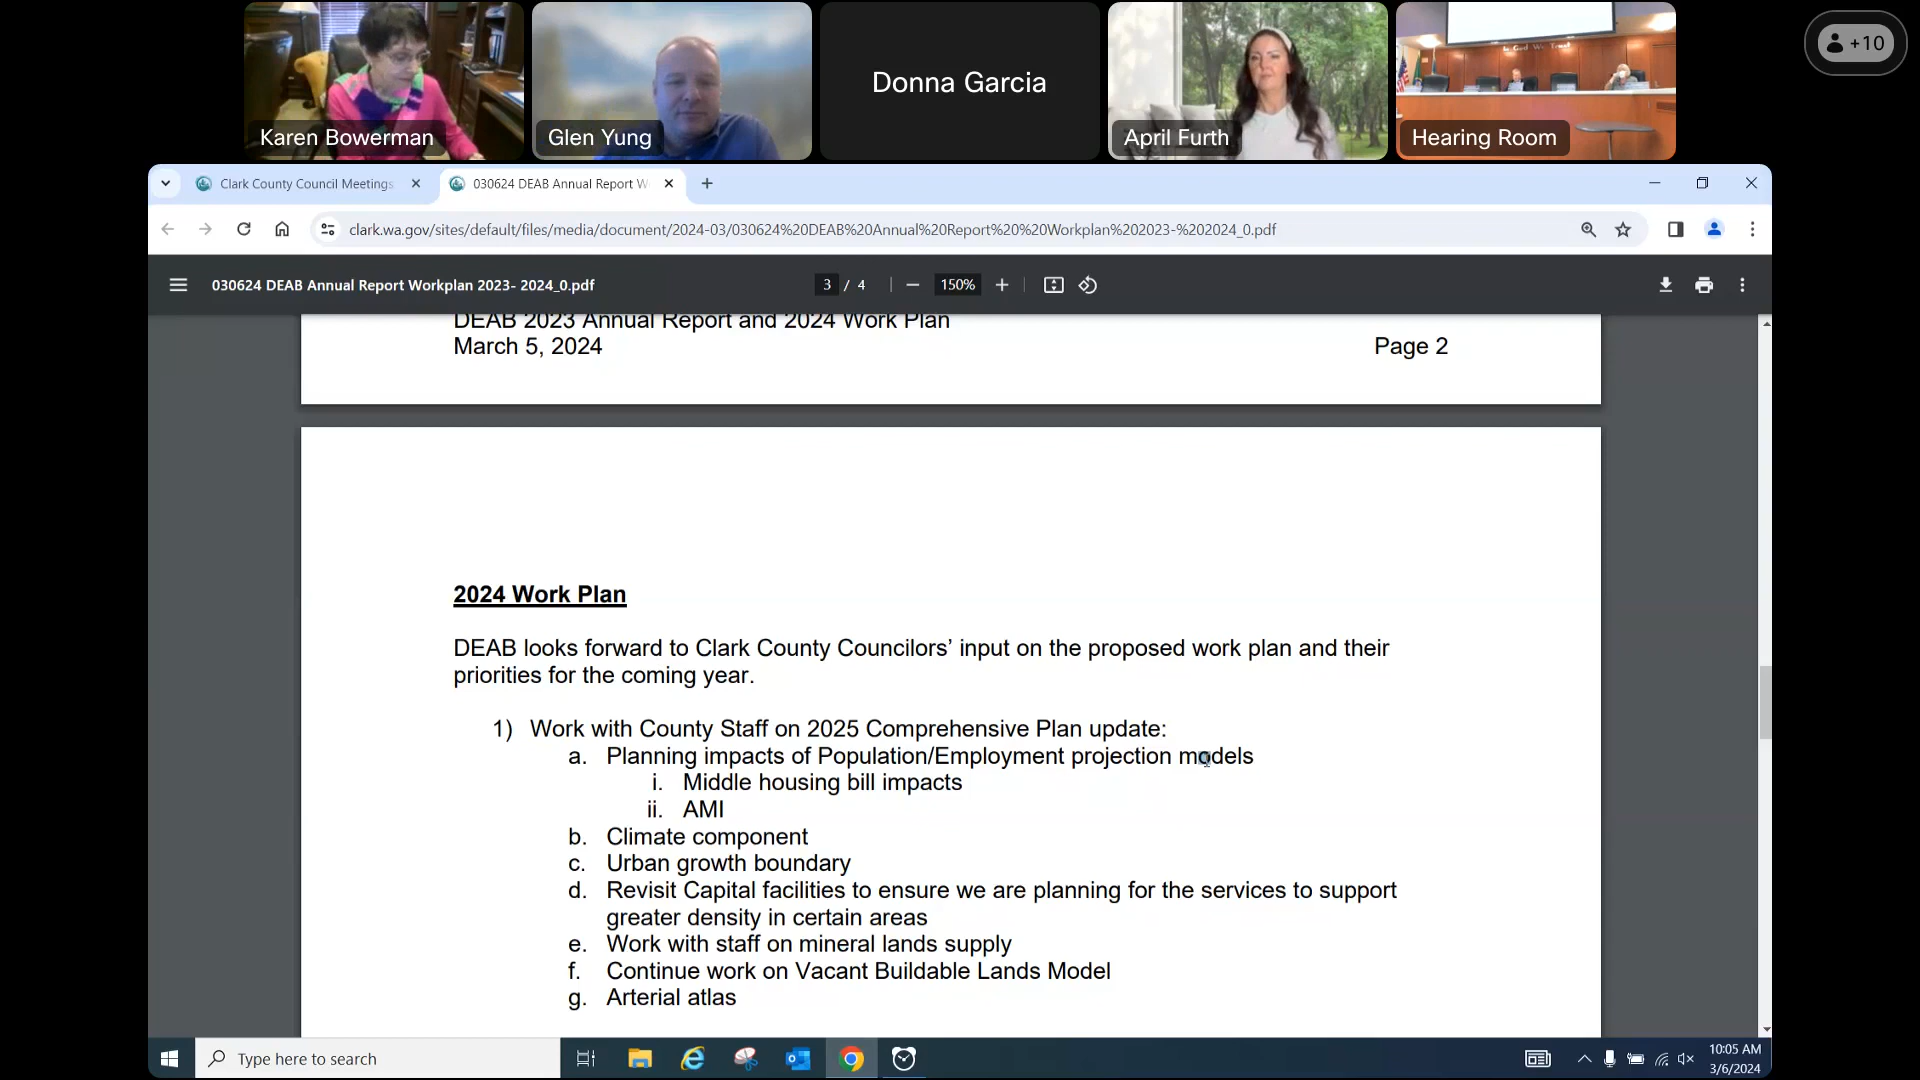 Karen Bowerman
Glen Yung
Donna Garcia
April Furth
In God We Trust
Hearing Room
+10
Clark County Council Meetings
030624 DEAB Annual Report W
clark.wa.gov/sites/default/files/media/document/2024-03/030624%20DEAB%20Annual%20Report%20%20Workplan%202023-%202024_0.pdf
030624 DEAB Annual Report Workplan 2023- 2024_0.pdf
3 / 4
150%
DEAB 2023 Annual Report and 2024 Work Plan
March 5, 2024 Page 2
2024 Work Plan
DEAB looks forward to Clark County Councilors’ input on the proposed work plan and their
priorities for the coming year.
1) Work with County Staff on 2025 Comprehensive Plan update:
a. Planning impacts of Population/Employment projection models
i. Middle housing bill impacts
ii. AMI
b. Climate component
c. Urban growth boundary
d. Revisit Capital facilities to ensure we are planning for the services to support
greater density in certain areas
e. Work with staff on mineral lands supply
f. Continue work on Vacant Buildable Lands Model
g. Arterial atlas
Type here to search
10:05 AM
3/6/2024